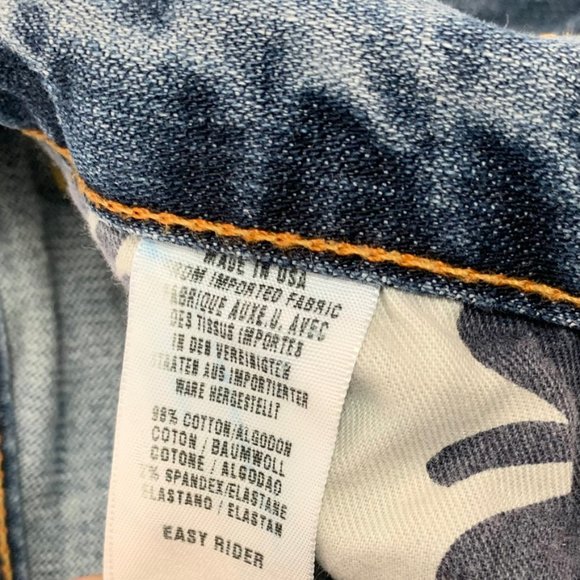 MADE IN USA
FROM IMPORTED FABRIC
FABRIQUE AUXE.U. AVEC
DES TISSUS IMPORTES
IN DEN VEREINIGTEN
STAATEN AUS IMPORTIERTER
WARE HERGESTELLT
98% COTTON/ALGODON
COTON / BAUMWOLL
COTONE / ALGODAO
2% SPANDEX/ELASTANE
ELASTANO / ELASTAN
EASY RIDER